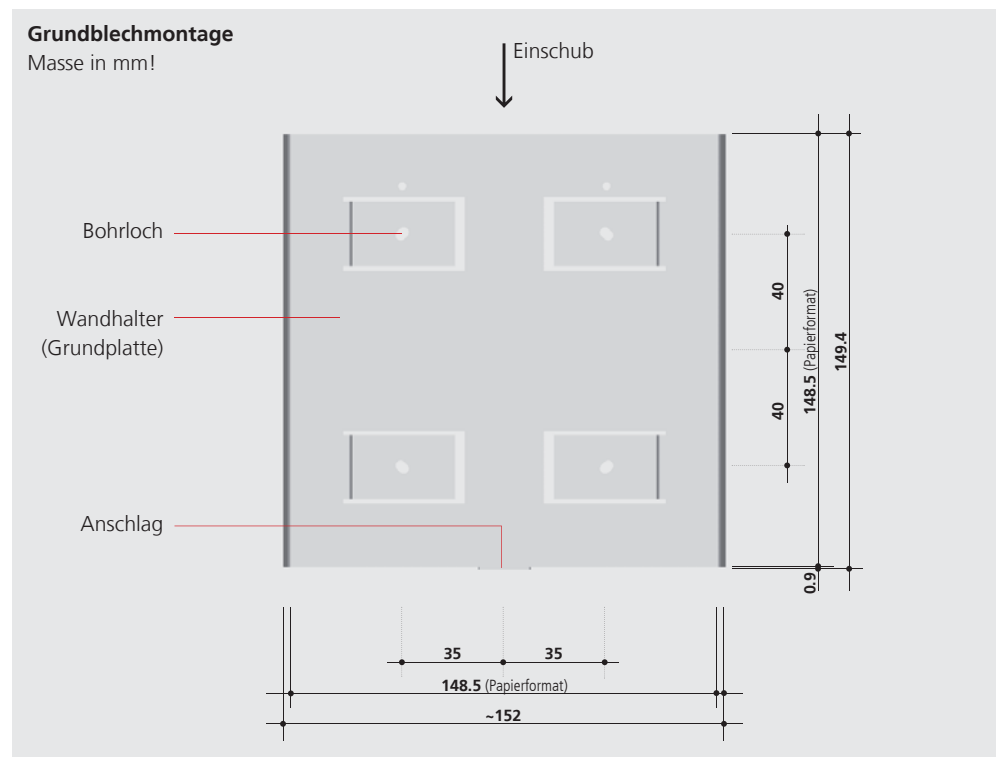 Grundblechmontage
Masse in mm!
Einschub
Bohrloch
Wandhalter
(Grundplatte)
Anschlag
40
40
148.5 (Papierformat)
149.4
0.9
35
35
148.5 (Papierformat)
~152